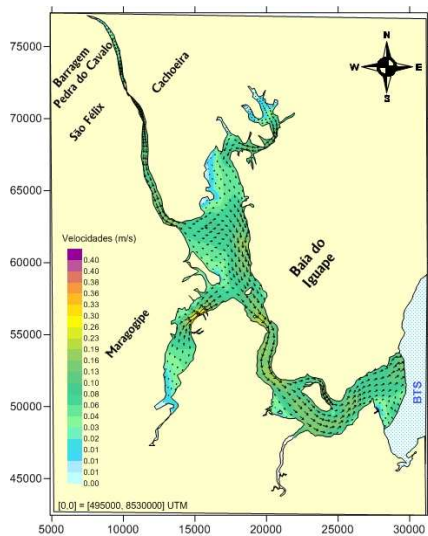 75000
70000
65000
60000
55000
50000
45000
5000 10000 15000 20000 25000 30000
Barragem
Pedra do Cavalo
Cachoeira
São Félix
N
W E
S
Velocidades (m/s)
0.40
0.40
0.38
0.36
0.33
0.30
0.26
0.23
0.19
0.16
0.13
0.10
0.08
0.06
0.04
0.03
0.02
0.01
0.01
0.00
Baía do
Iguape
Maragogipe
BTS
[0,0] = [495000, 8530000] UTM